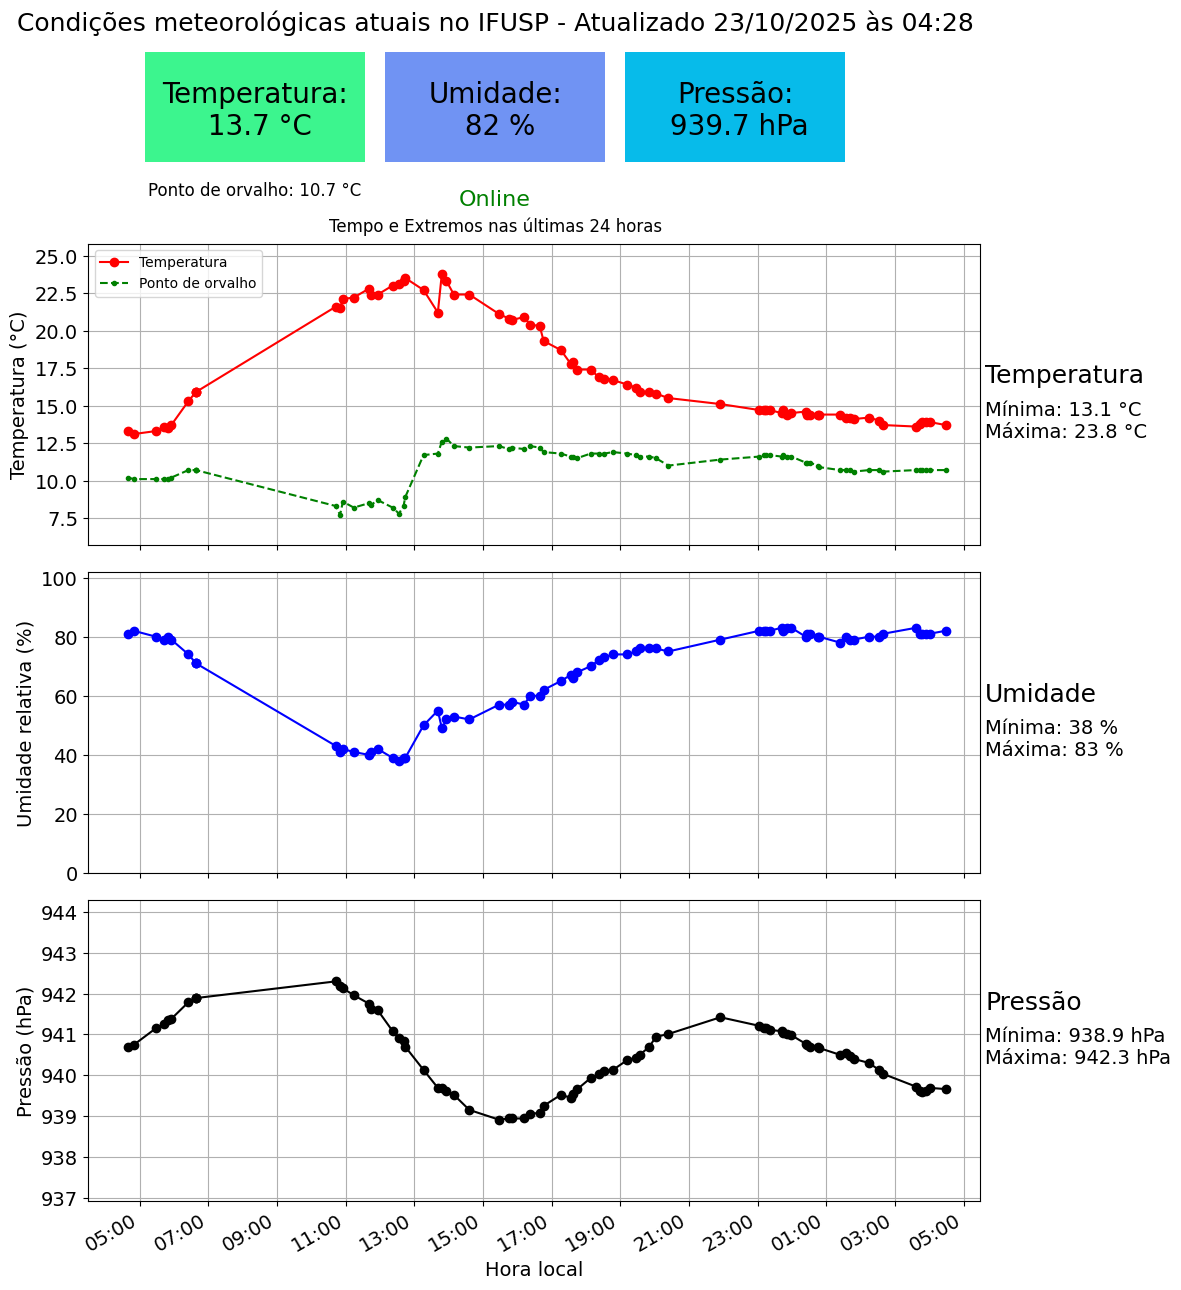 Condições meteorológicas atuais no IFUSP - Atualizado 23/10/2025 às 04:28
Temperatura:
13.7 °C
Umidade:
82 %
Pressão:
939.7 hPa
Ponto de orvalho: 10.7 °C
Online
Tempo e Extremos nas últimas 24 horas
Temperatura
Ponto de orvalho
Temperatura (°C)
25.0
22.5
20.0
17.5
15.0
12.5
10.0
7.5
Temperatura
Mínima: 13.1 °C
Máxima: 23.8 °C
Umidade relativa (%)
100
80
60
40
20
0
Umidade
Mínima: 38 %
Máxima: 83 %
Pressão (hPa)
944
943
942
941
940
939
938
937
Pressão
Mínima: 938.9 hPa
Máxima: 942.3 hPa
05:00 07:00 09:00 11:00 13:00 15:00 17:00 19:00 21:00 23:00 01:00 03:00 05:00
Hora local